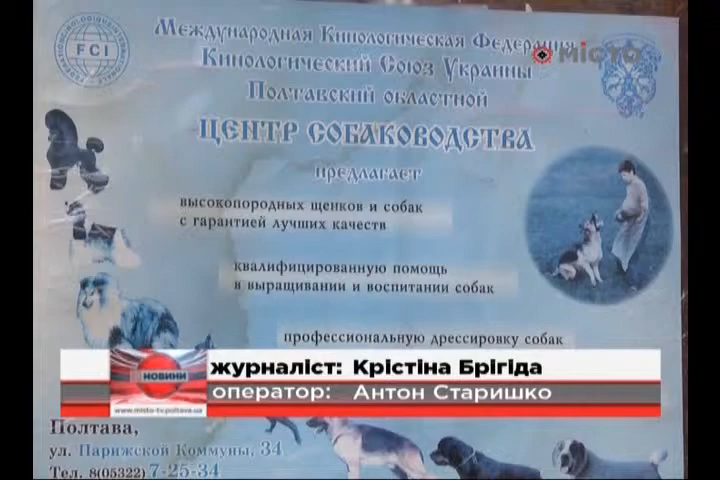 Международная Кинологическая Федерация
FCI
МІСТО
Кинологический Союз Украины
Полтавский областной
ЦЕНТР СОБАКОВОДСТВА
предлагает
высокопородных щенков и собак
с гарантией лучших качеств
квалифицированную помощь
в выращивании и воспитании собак
профессиональную дрессировку собак
журналіст: Крістіна Брігіда
НОВИНИ
оператор: Антон Старишко
www.misto-tv.poltava.ua
Полтава,
ул. Парижской Коммуны, 34
Тел. 8(05322) 7-25-34